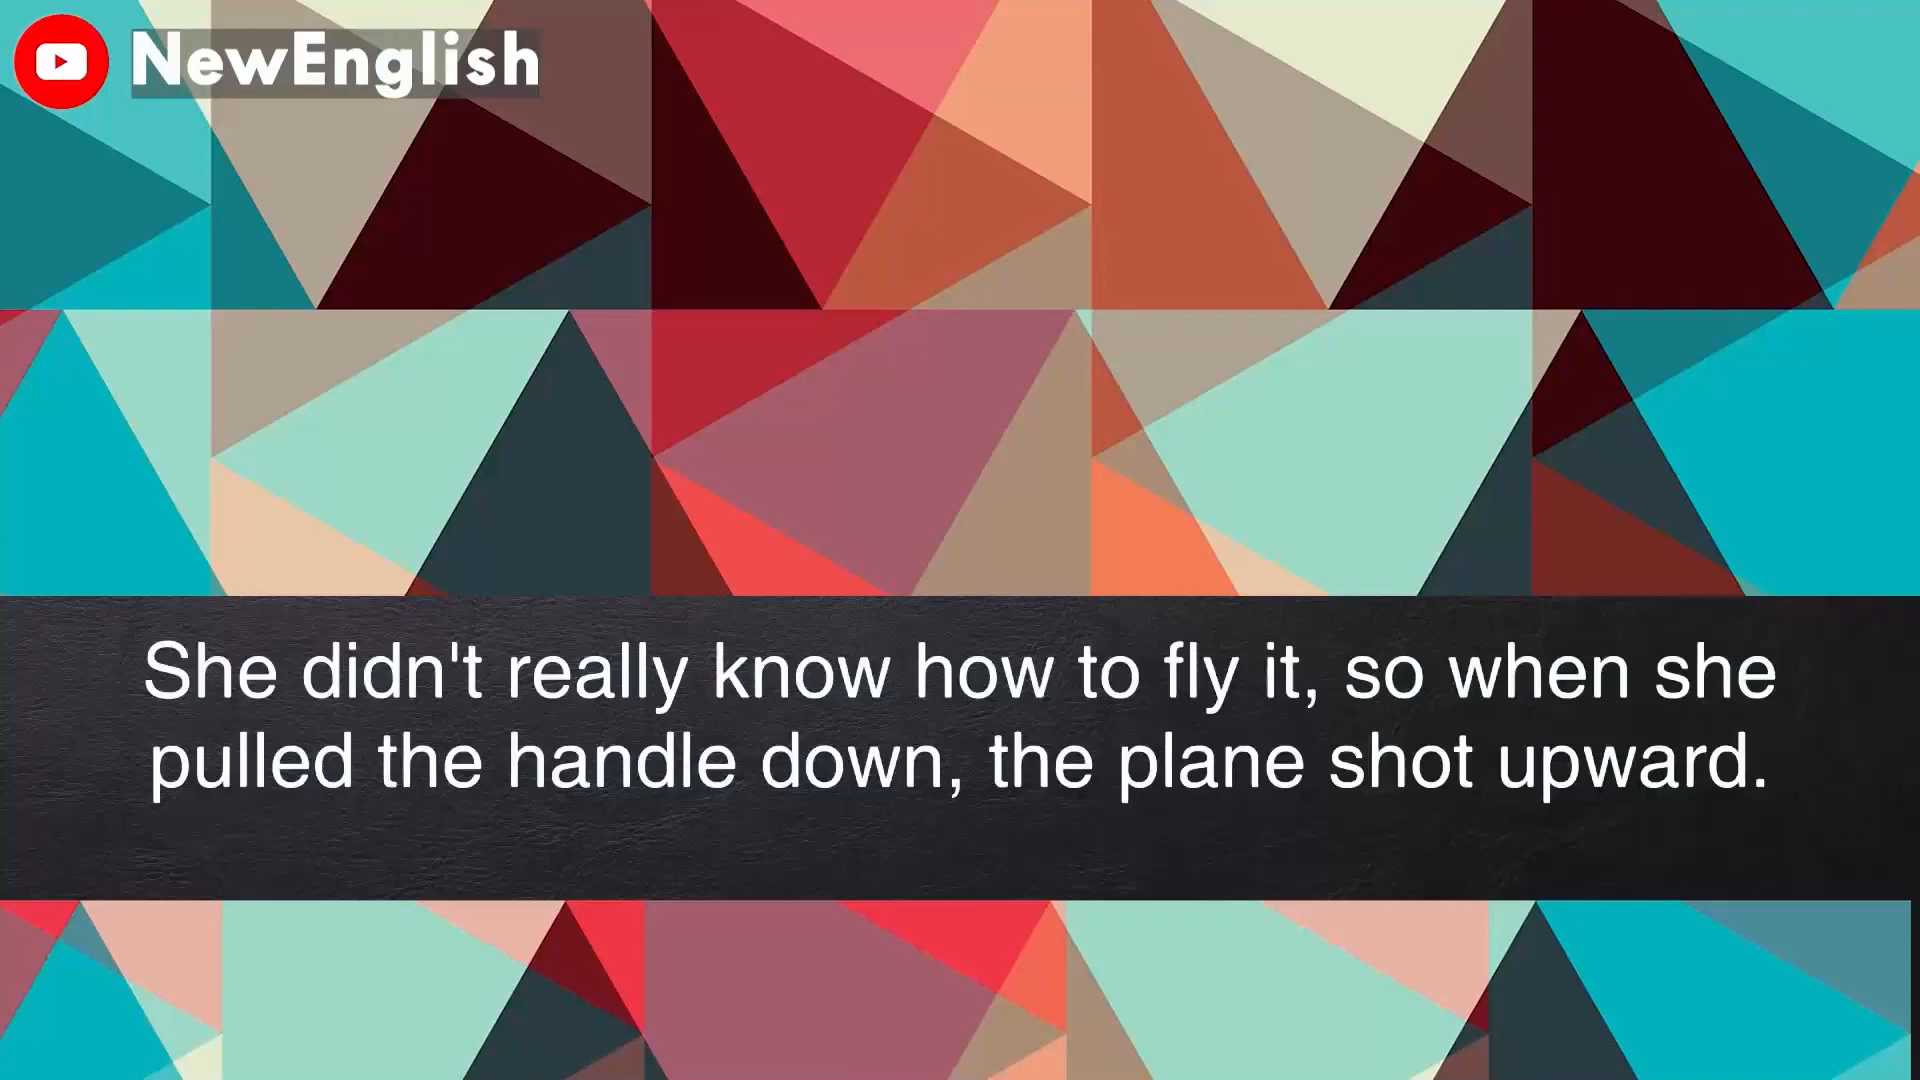 NewEnglish
She didn't really know how to fly it, so when she
pulled the handle down, the plane shot upward.